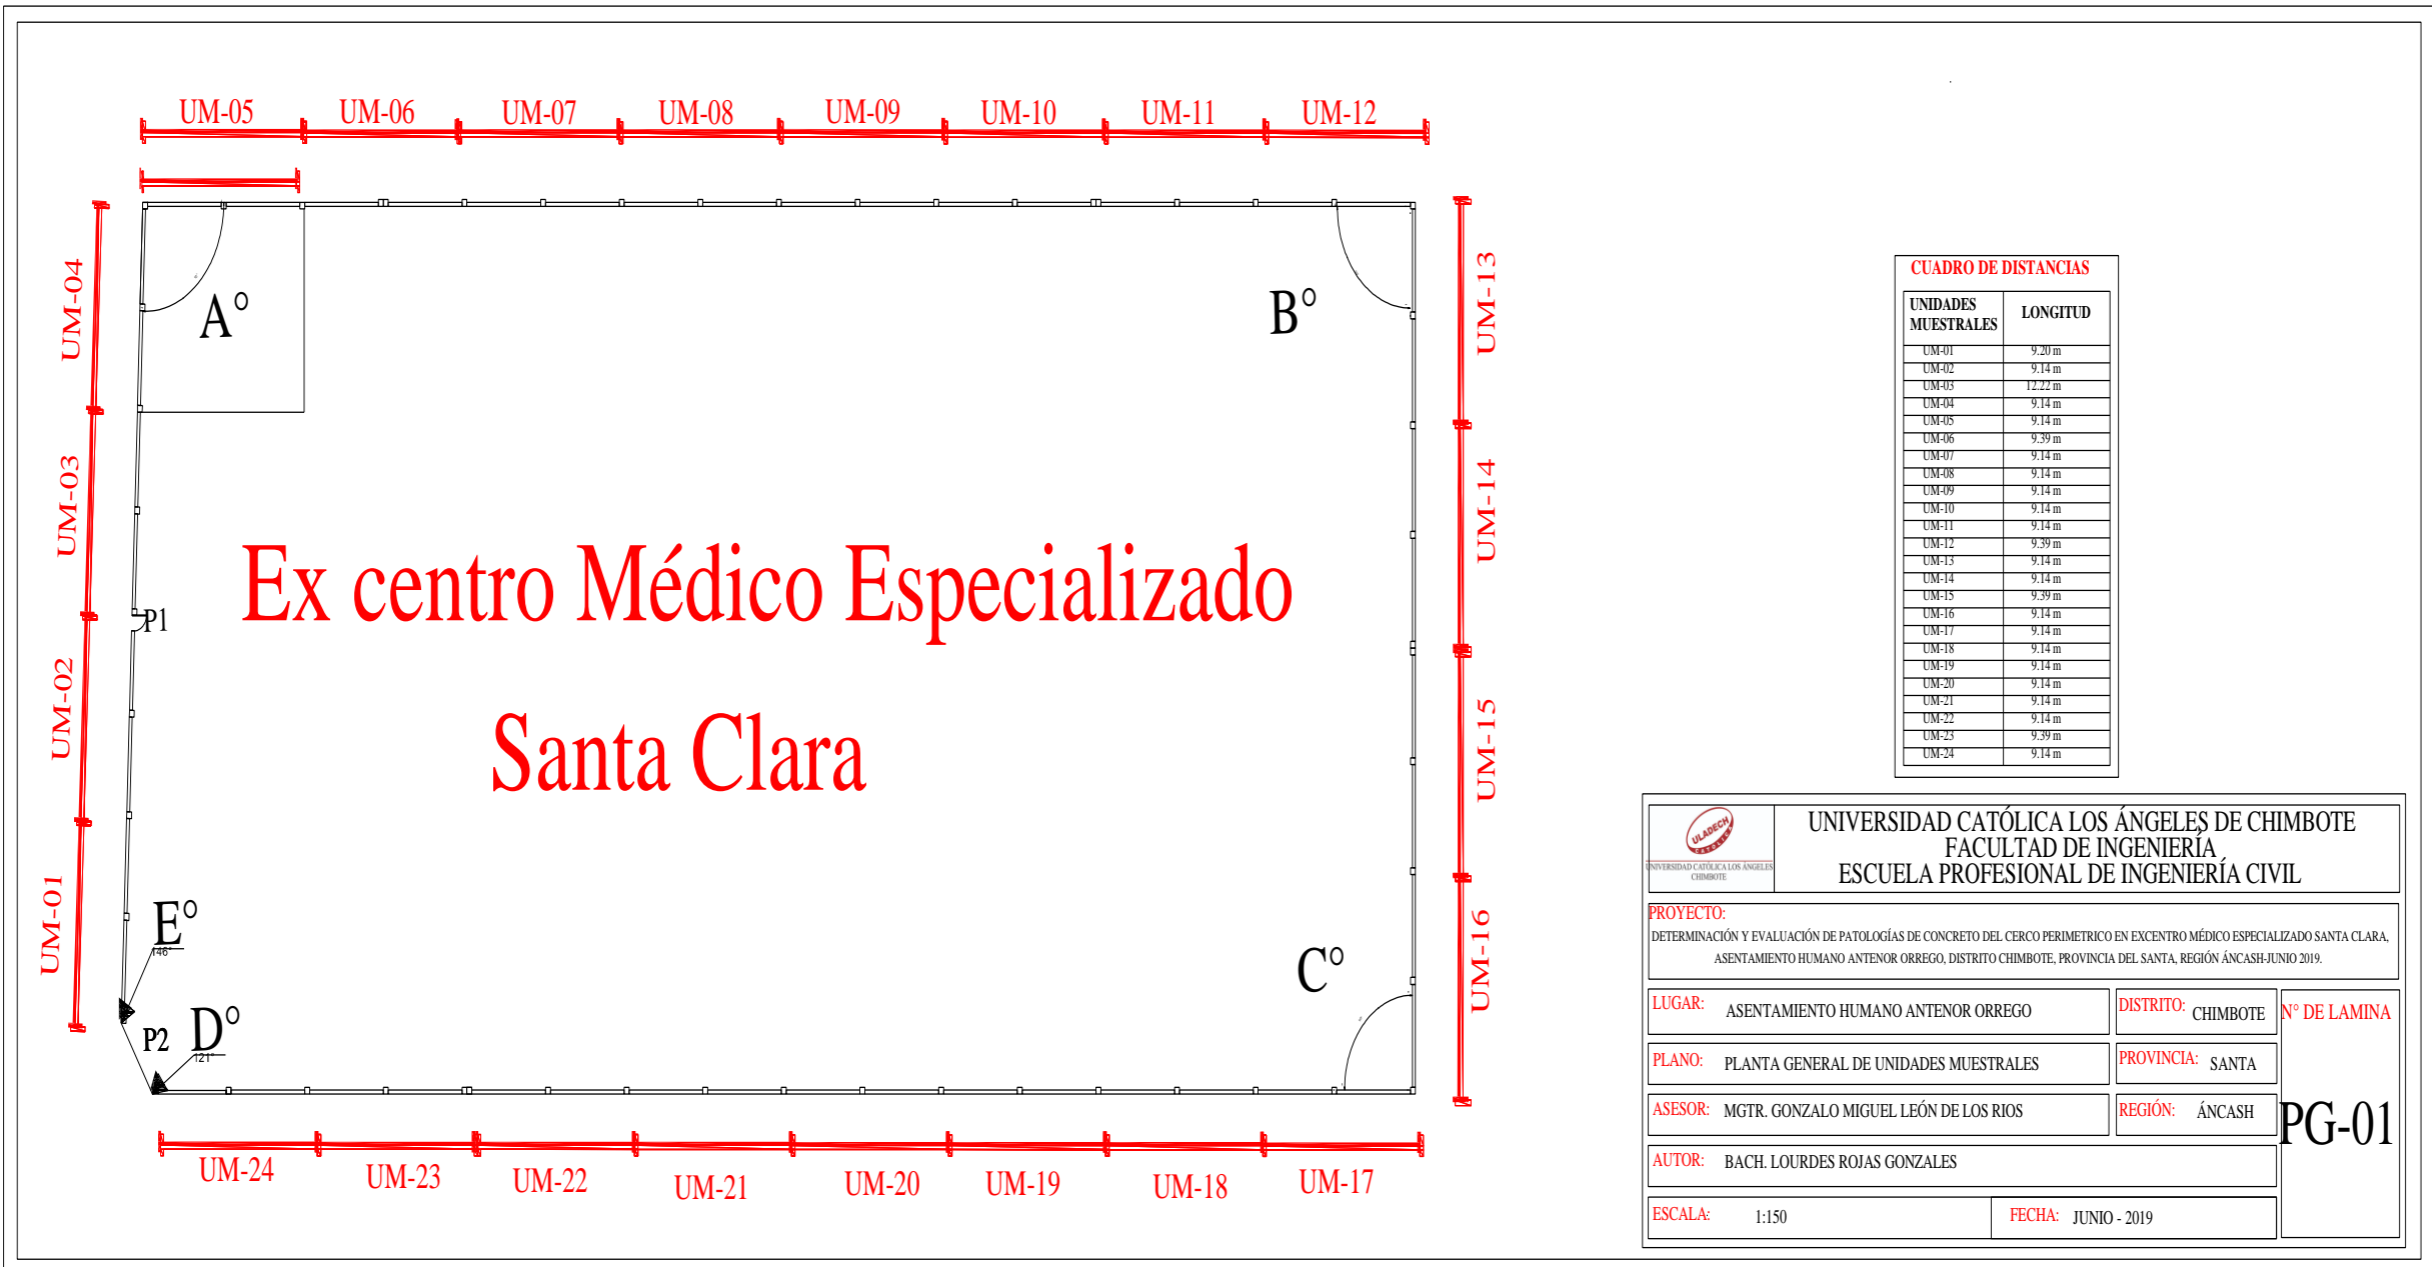 UM-05 UM-06 UM-07 UM-08 UM-09 UM-10 UM-11 UM-12
UM-04
UM-03
UM-02
UM-01
A°
B°
UM-13
UM-14
UM-15
UM-16
P1
Ex centro Médico Especializado
Santa Clara
E°
146°
C°
P2
D°
121°
UM-24 UM-23 UM-22 UM-21 UM-20 UM-19 UM-18 UM-17
CUADRO DE DISTANCIAS
UNIDADES MUESTRALES LONGITUD
UM-01 9.20 m
UM-02 9.14 m
UM-03 12.22 m
UM-04 9.14 m
UM-05 9.14 m
UM-06 9.39 m
UM-07 9.14 m
UM-08 9.14 m
UM-09 9.14 m
UM-10 9.14 m
UM-11 9.14 m
UM-12 9.39 m
UM-13 9.14 m
UM-14 9.14 m
UM-15 9.39 m
UM-16 9.14 m
UM-17 9.14 m
UM-18 9.14 m
UM-19 9.14 m
UM-20 9.14 m
UM-21 9.14 m
UM-22 9.14 m
UM-23 9.39 m
UM-24 9.14 m
ULADECH
CATÓLICA
UNIVERSIDAD CATÓLICA LOS ÁNGELES
CHIMBOTE
UNIVERSIDAD CATÓLICA LOS ÁNGELES DE CHIMBOTE
FACULTAD DE INGENIERÍA
ESCUELA PROFESIONAL DE INGENIERÍA CIVIL
PROYECTO:
DETERMINACIÓN Y EVALUACIÓN DE PATOLOGÍAS DE CONCRETO DEL CERCO PERIMETRICO EN EXCENTRO MÉDICO ESPECIALIZADO SANTA CLARA,
ASENTAMIENTO HUMANO ANTENOR ORREGO, DISTRITO CHIMBOTE, PROVINCIA DEL SANTA, REGIÓN ÁNCASH-JUNIO 2019.
LUGAR: ASENTAMIENTO HUMANO ANTENOR ORREGO
DISTRITO: CHIMBOTE
N° DE LAMINA
PLANO: PLANTA GENERAL DE UNIDADES MUESTRALES
PROVINCIA: SANTA
ASESOR: MGTR. GONZALO MIGUEL LEÓN DE LOS RIOS
REGIÓN: ÁNCASH
PG-01
AUTOR: BACH. LOURDES ROJAS GONZALES
ESCALA: 1:150
FECHA: JUNIO - 2019